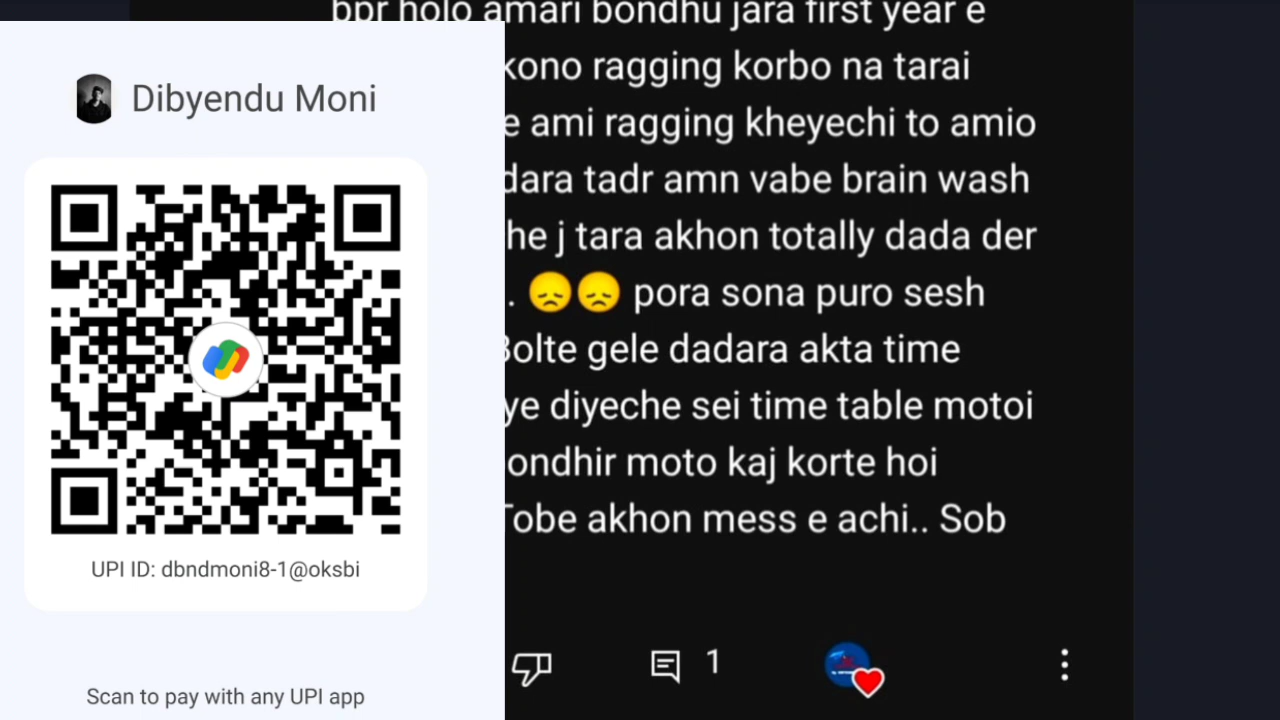 Dibyendu Moni
UPI ID: dbndmoni8-1@oksbi
Scan to pay with any UPI app
bpr holo amari bondhu jara first year e
kono ragging korbo na tarai
e ami ragging kheyechi to amio
dara tadr amn vabe brain wash
he j tara akhon totally dada der
. 😞😞 pora sona puro sesh
Bolte gele dadara akta time
ye diyeche sei time table motoi
ondhir moto kaj korte hoi
Tobe akhon mess e achi.. Sob
1